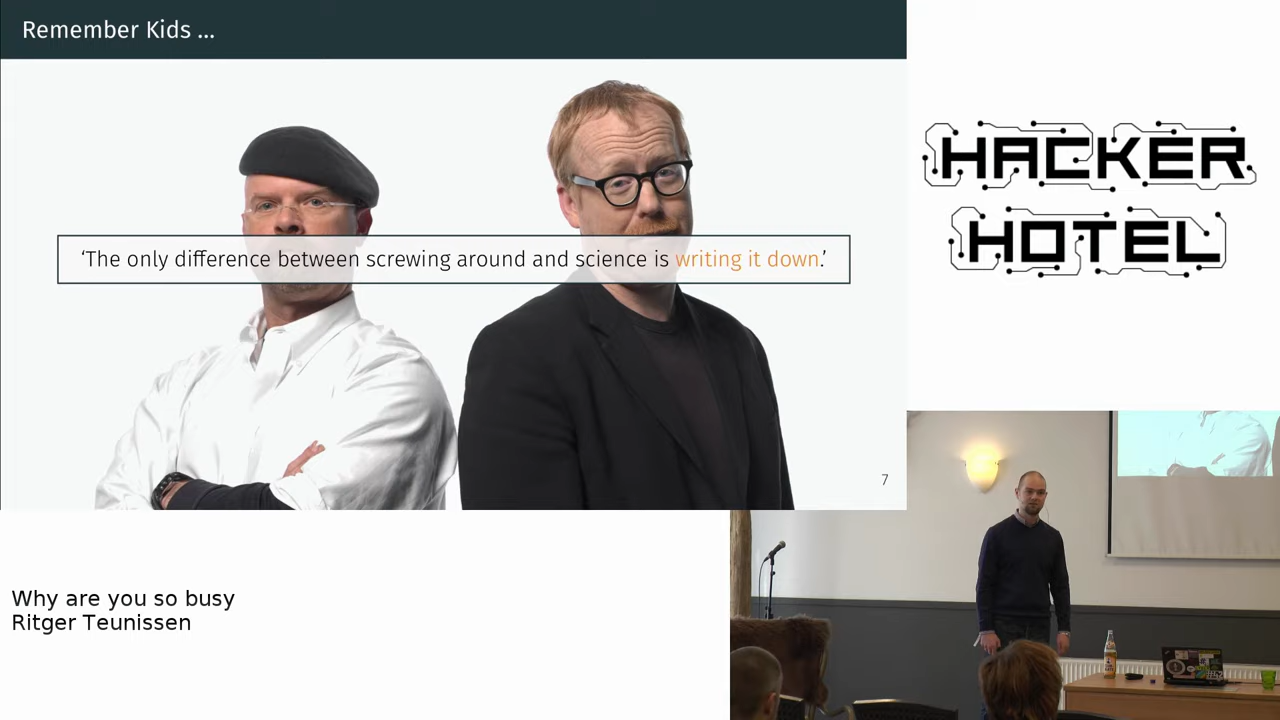 Remember Kids ...
‘The only difference between screwing around and science is writing it down.’
7
HACKER
HOTEL
Why are you so busy
Ritger Teunissen